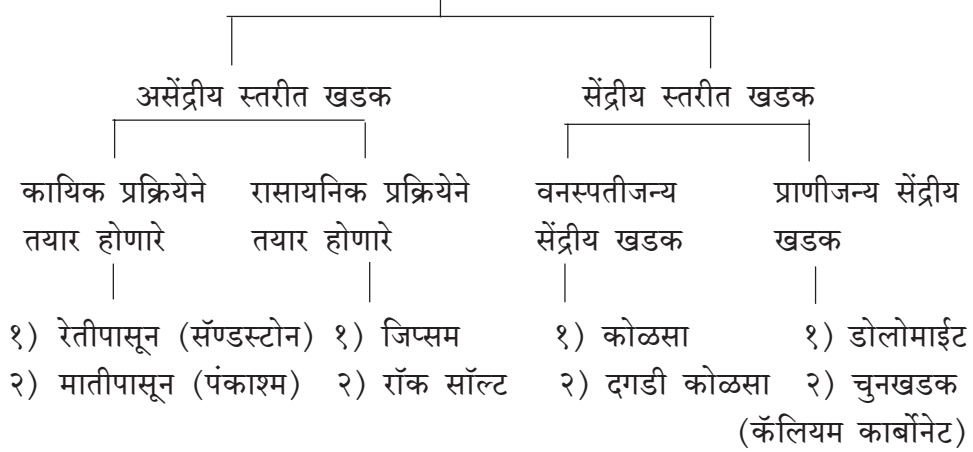 असेंद्रीय स्तरीत खडक सेंद्रीय स्तरीत खडक
कायिक प्रक्रियेने रासायनिक प्रक्रियेने वनस्पतीजन्य प्राणीजन्य सेंद्रीय
तयार होणारे तयार होणारे सेंद्रीय खडक खडक
१) रेतीपासून (सॅण्डस्टोन) १) जिप्सम १) कोळसा १) डोलोमाईट
२) मातीपासून (पंकाश्म) २) रॉक सॉल्ट २) दगडी कोळसा २) चुनखडक
(कॅलियम कार्बोनेट)